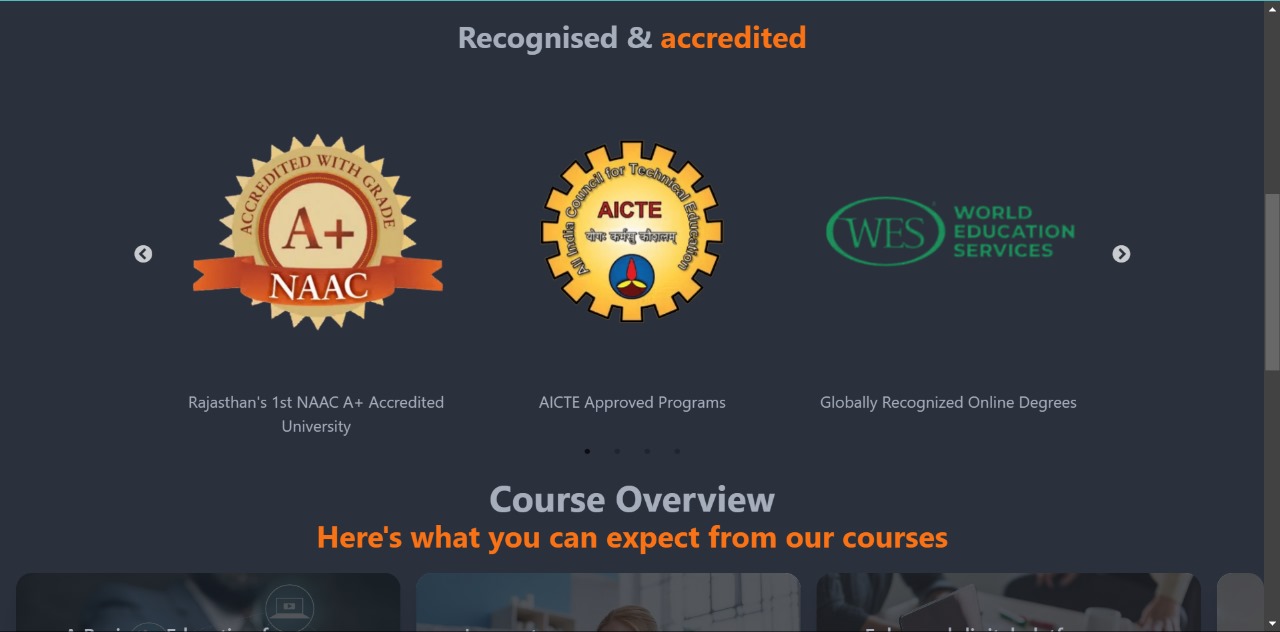 Recognised & accredited
ACCREDITED WITH GRADE
A+
NAAC
All India Council for Technical Education
AICTE
योगः कर्मसु कौशलम्
WES
WORLD
EDUCATION
SERVICES
Rajasthan's 1st NAAC A+ Accredited
University
AICTE Approved Programs
Globally Recognized Online Degrees
Course Overview
Here's what you can expect from our courses